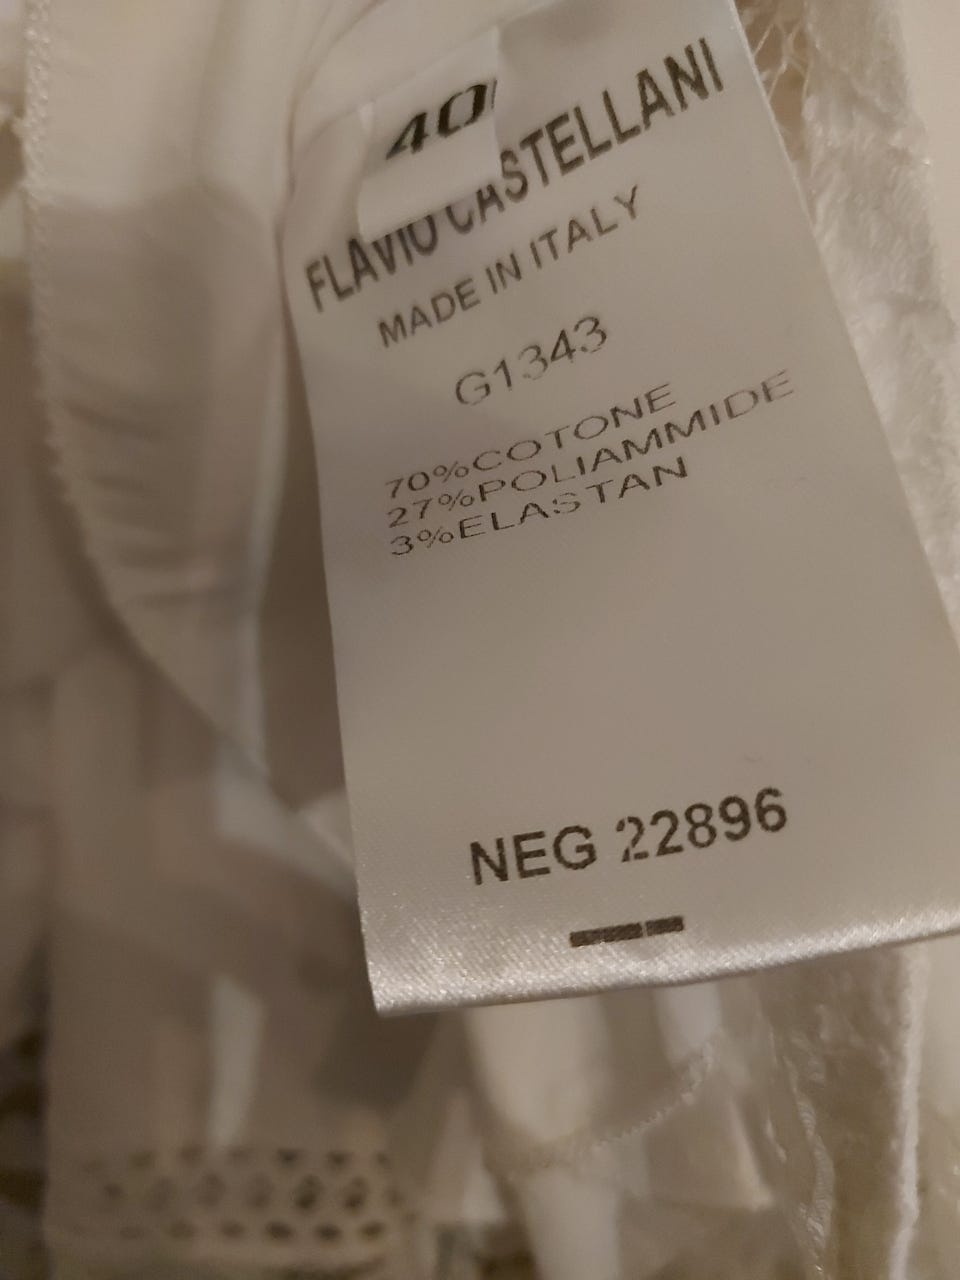 40
FLAVIO CASTELLANI
MADE IN ITALY
G1343
70%COTONE
27%POLIAMMIDE
3%ELASTAN
NEG 22896